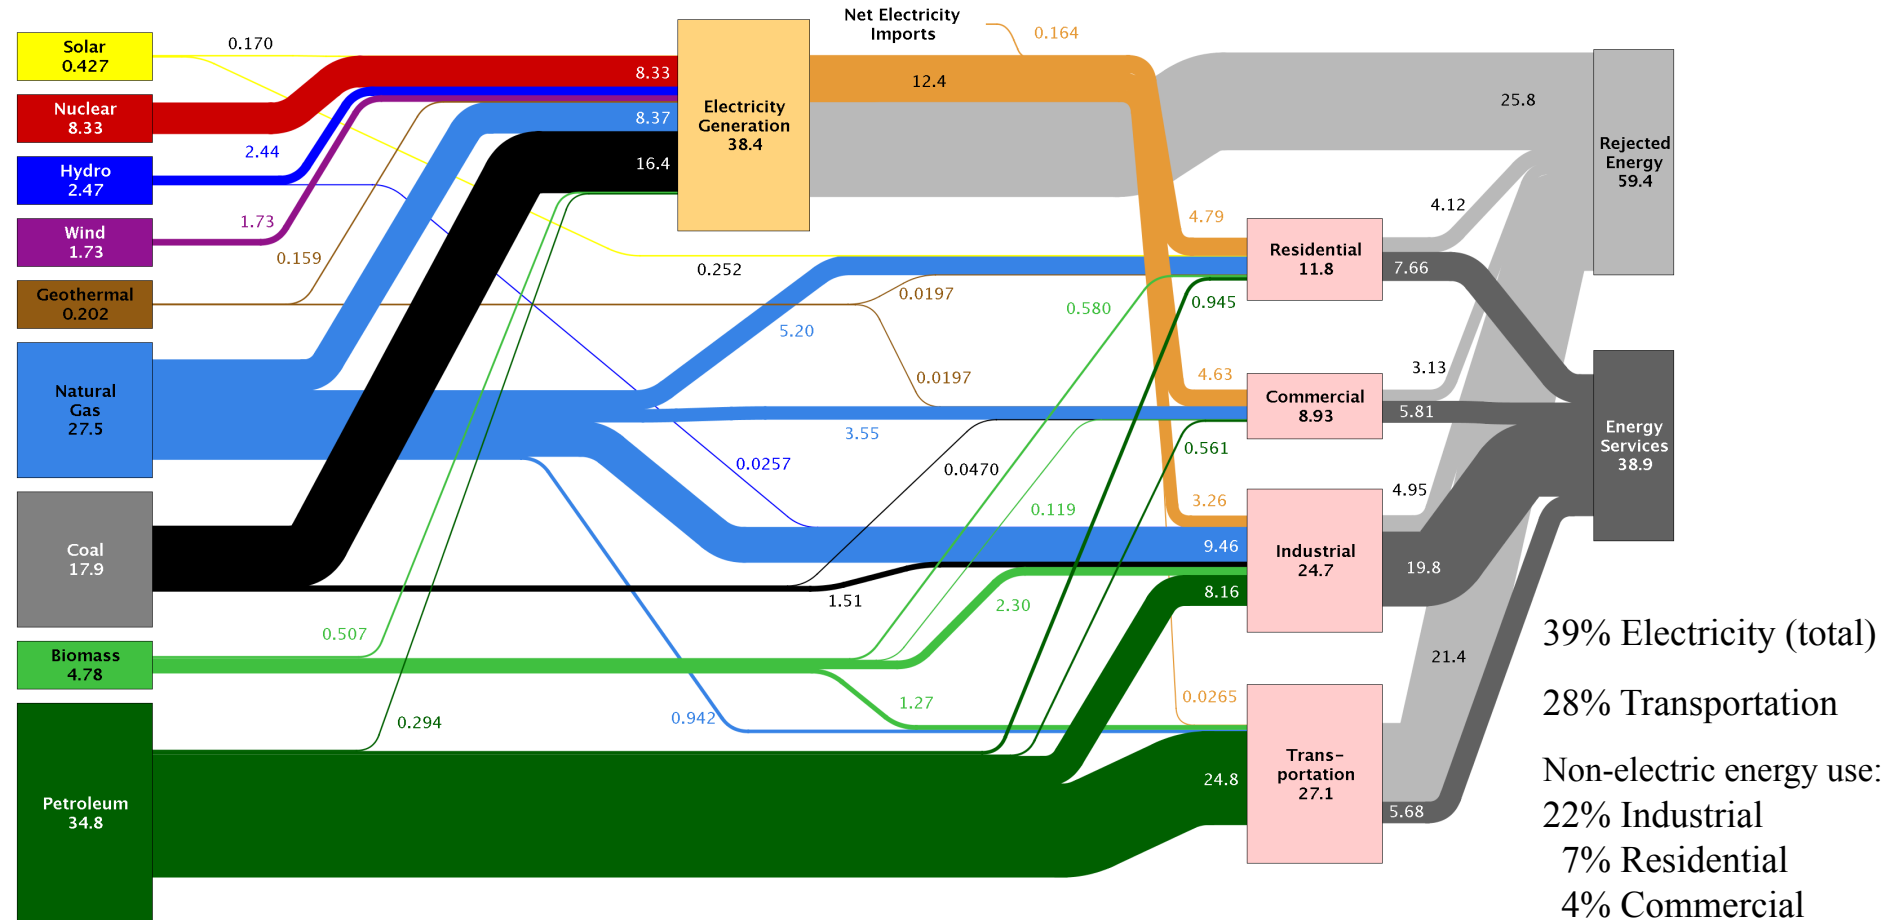 Net Electricity
Imports
0.164
Solar
0.427
0.170
Nuclear
8.33
8.33
12.4
25.8
Electricity
Generation
38.4
8.37
Rejected
Energy
59.4
2.44
Hydro
2.47
16.4
Wind
1.73
1.73
4.79
4.12
0.159
0.252
Residential
11.8
7.66
Geothermal
0.202
0.0197
0.580
0.945
5.20
Natural
Gas
27.5
0.0197
4.63
3.13
Commercial
8.93
5.81
3.55
0.561
Energy
Services
38.9
0.0257
0.0470
4.95
0.119
3.26
Coal
17.9
9.46
Industrial
24.7
19.8
1.51
2.30
8.16
0.507
Biomass
4.78
21.4
39% Electricity (total)
0.0265
1.27
0.942
0.294
28% Transportation
Petroleum
34.8
24.8
Trans-
portation
27.1
5.68
Non-electric energy use:
22% Industrial
7% Residential
4% Commercial